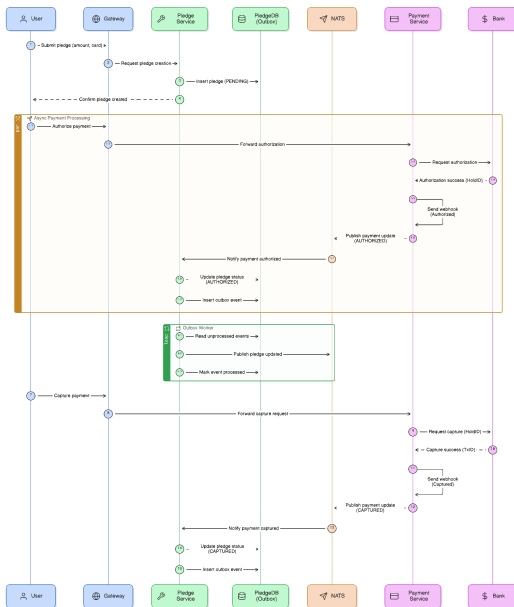 User
Gateway
Pledge
Service
PledgeDB
(Outbox)
NATS
Payment
Service
Bank
Submit pledge (amount, card)
Request pledge creation
Insert pledge (PENDING)
Confirm pledge created
Async Payment Processing
Authorize payment
Forward authorization
Request authorization
Authorization success (HoldID)
Send webhook
(Authorized)
Publish payment update
(AUTHORIZED)
Notify payment authorized
Update pledge status
(AUTHORIZED)
Insert outbox event
Outbox Worker
Read unprocessed events
Publish pledge updated
Mark event processed
Capture payment
Forward capture request
Request capture (HoldID)
Capture success (TxID)
Send webhook
(Captured)
Publish payment update
(CAPTURED)
Notify payment captured
Update pledge status
(CAPTURED)
Insert outbox event
User
Gateway
Pledge
Service
PledgeDB
(Outbox)
NATS
Payment
Service
Bank